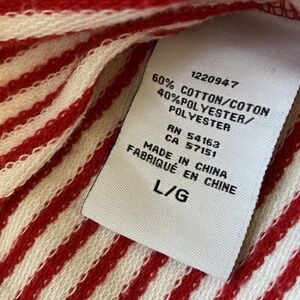 1220947
60% COTTON/COTON
40%POLYESTER/
POLYESTER
RN 54163
CA 57151
MADE IN CHINA
FABRIQUÉ EN CHINE
L/G